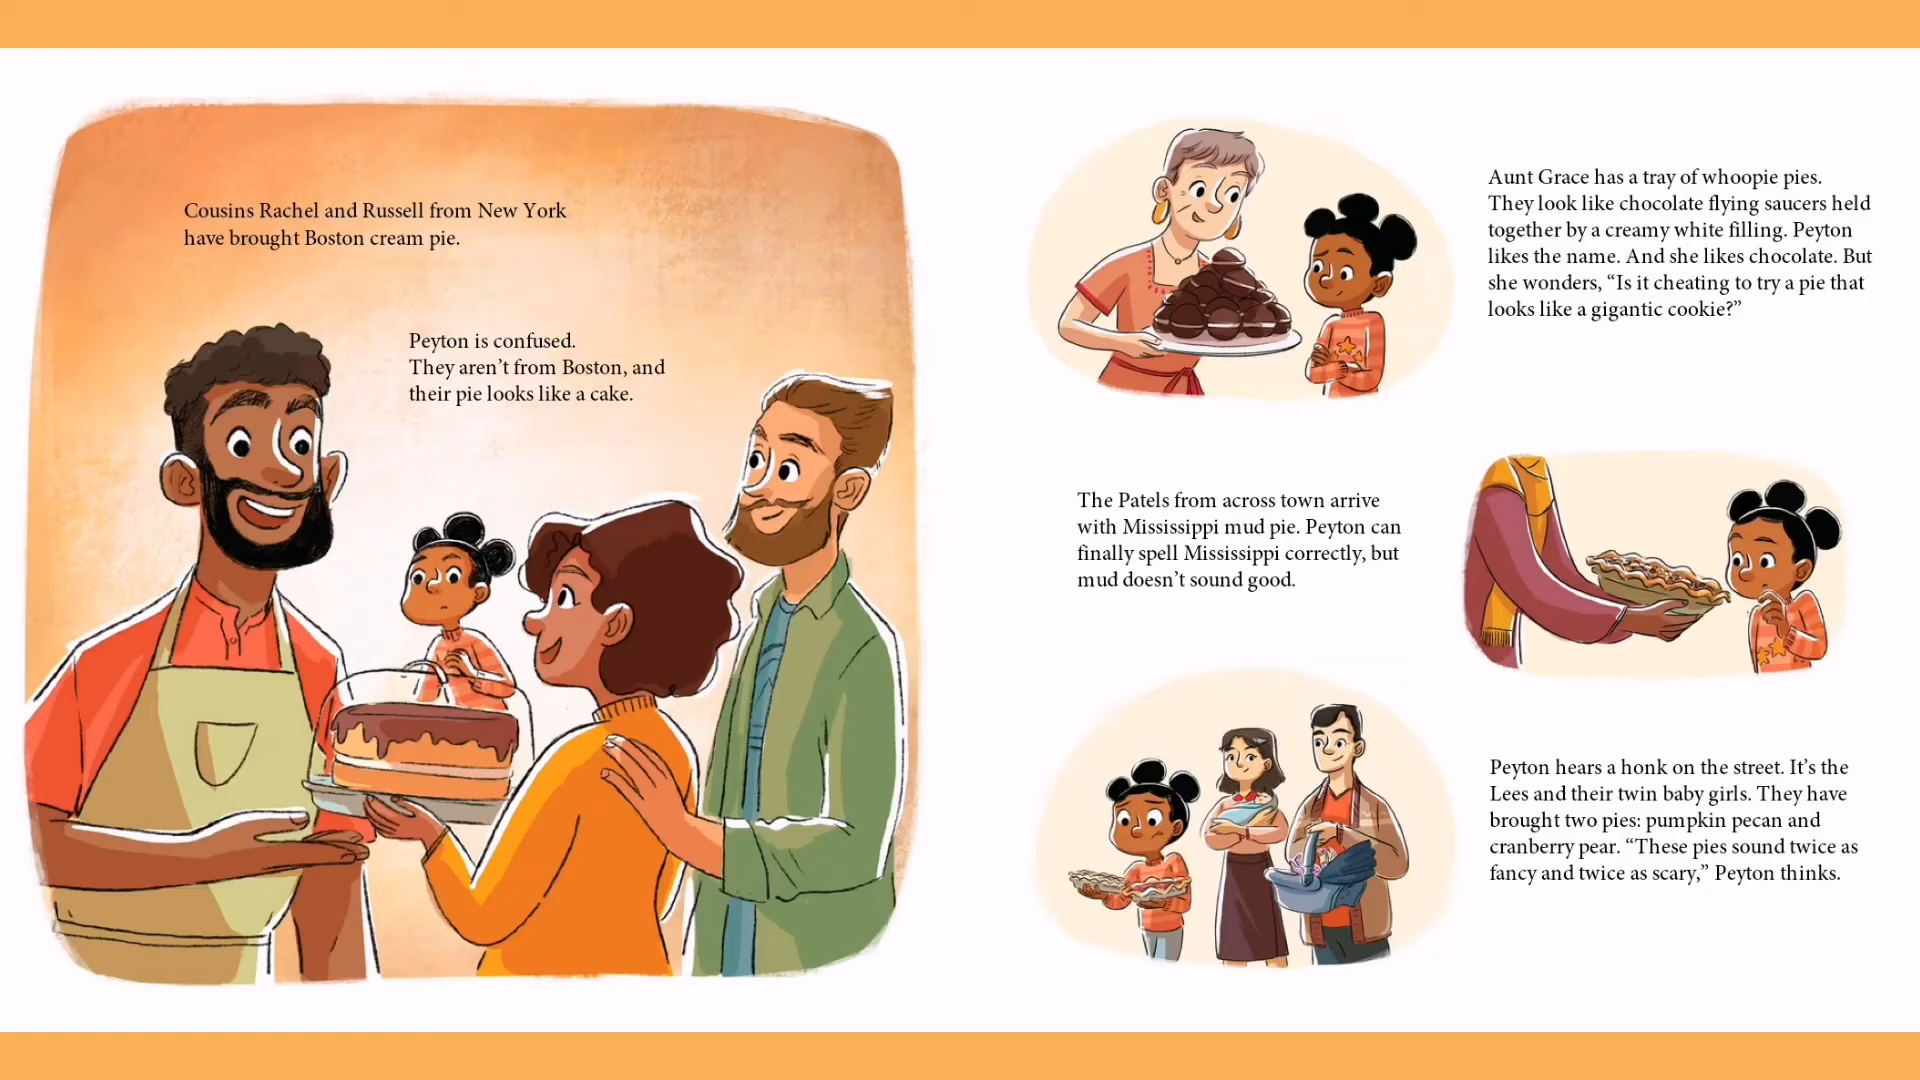 Cousins Rachel and Russell from New York
have brought Boston cream pie.
Peyton is confused.
They aren’t from Boston, and
their pie looks like a cake.
Aunt Grace has a tray of whoopie pies.
They look like chocolate flying saucers held
together by a creamy white filling. Peyton
likes the name. And she likes chocolate. But
she wonders, “Is it cheating to try a pie that
looks like a gigantic cookie?”
The Patels from across town arrive
with Mississippi mud pie. Peyton can
finally spell Mississippi correctly, but
mud doesn’t sound good.
Peyton hears a honk on the street. It’s the
Lees and their twin baby girls. They have
brought two pies: pumpkin pecan and
cranberry pear. “These pies sound twice as
fancy and twice as scary,” Peyton thinks.